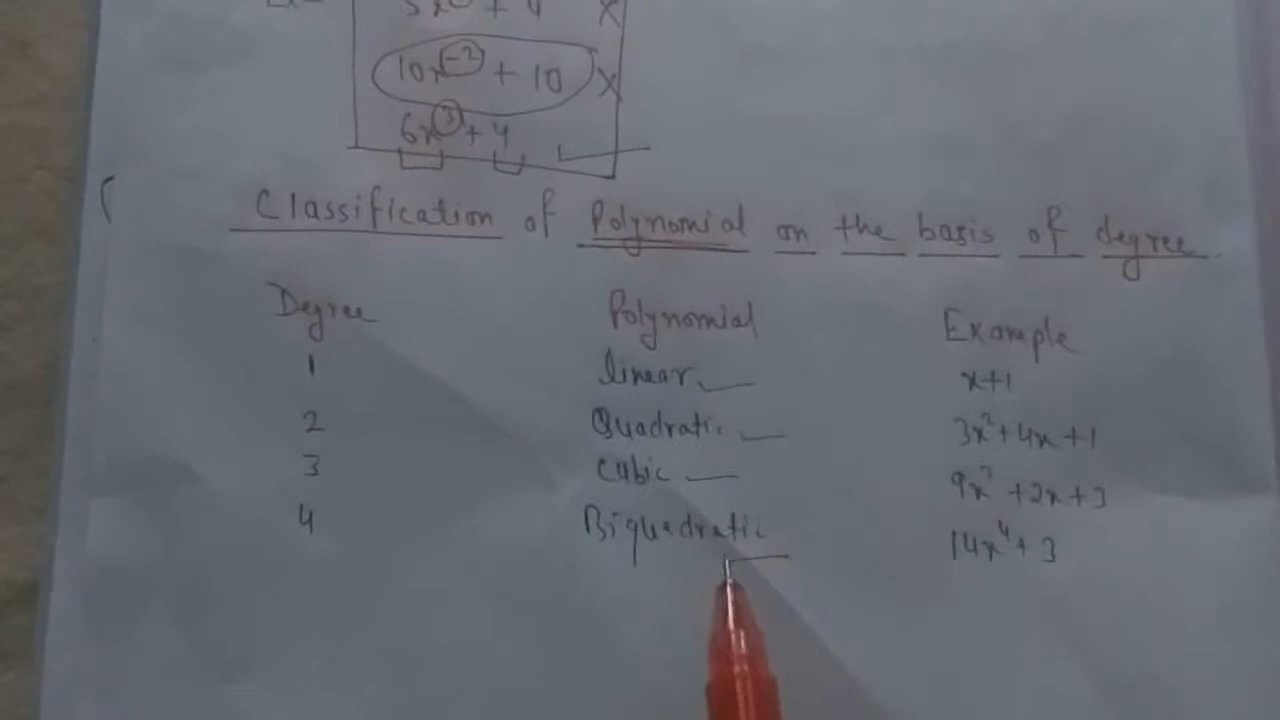 + 4 X
10x⁻² + 10 X
6x³ + 4
Classification of Polynomial on the basis of degree.
Degree Polynomial Example
1 linear x+1
2 Quadratic 3x²+4x+1
3 Cubic 9x³+2x+3
4 Biquadratic 14x⁴+3